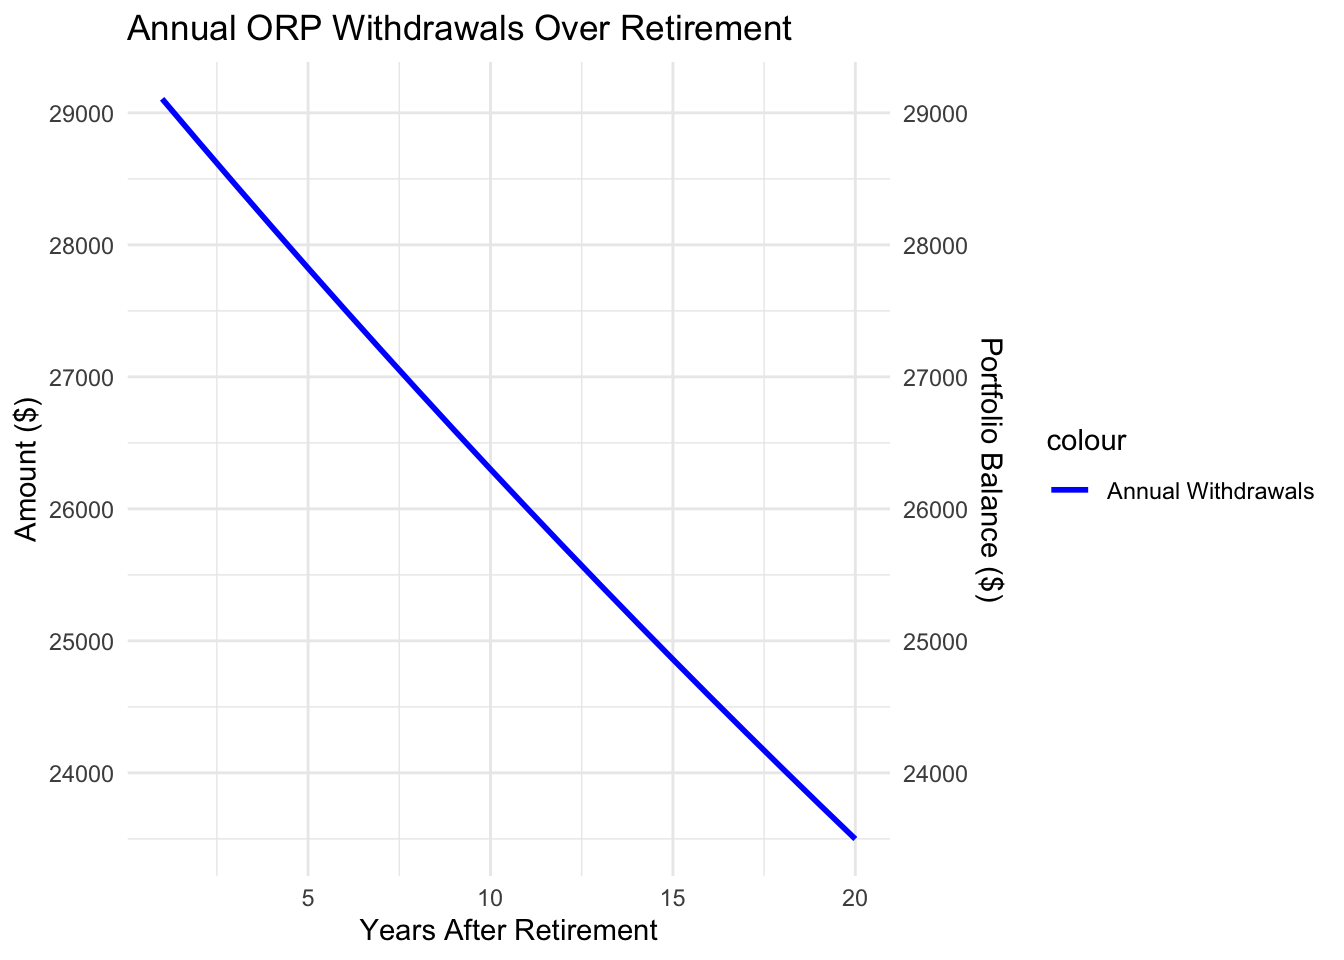 Annual ORP Withdrawals Over Retirement
29000
28000
27000
26000
25000
24000
Amount ($)
29000
28000
27000
26000
25000
24000
Portfolio Balance ($)
5
10
15
20
Years After Retirement
colour
Annual Withdrawals